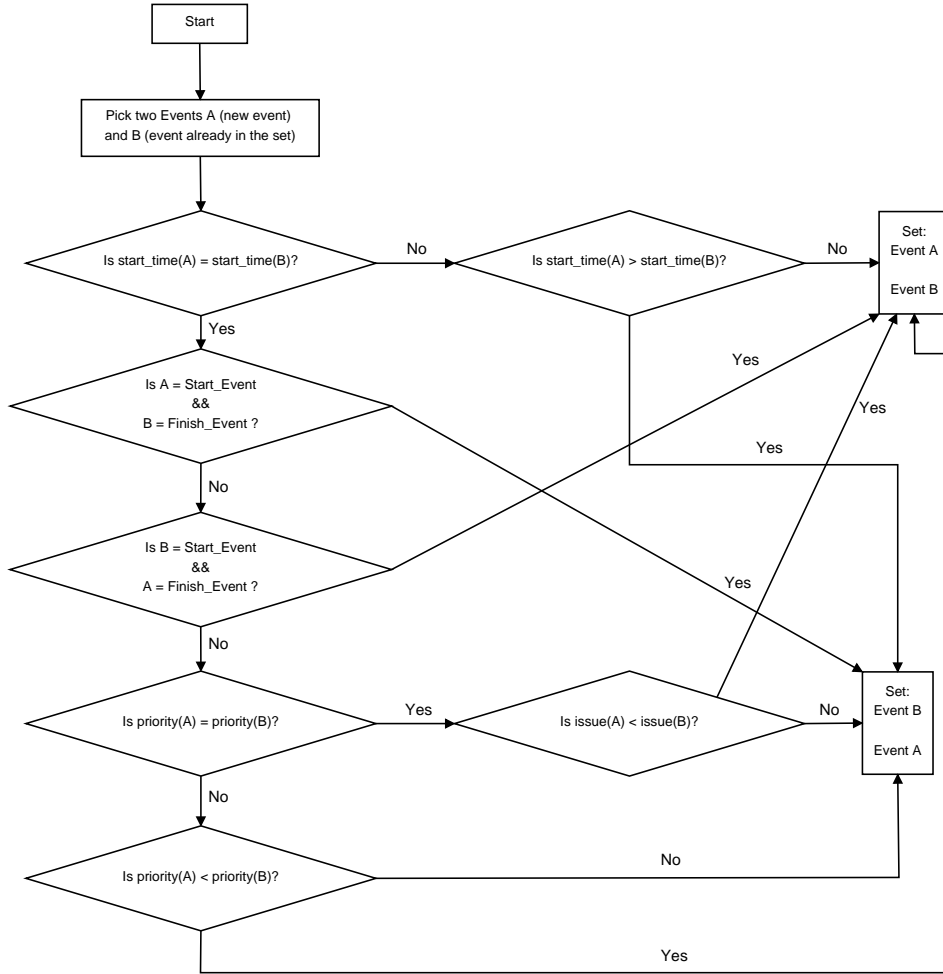 Start
Pick two Events A (new event)
and B (event already in the set)
Is start_time(A) = start_time(B)?
No
Is start_time(A) > start_time(B)?
No
Set:
Event A
Event B
Yes
Is A = Start_Event
&&
B = Finish_Event ?
Yes
Yes
Yes
No
Is B = Start_Event
&&
A = Finish_Event ?
Yes
No
Is priority(A) = priority(B)?
Yes
Is issue(A) < issue(B)?
No
Set:
Event B
Event A
No
Is priority(A) < priority(B)?
No
Yes